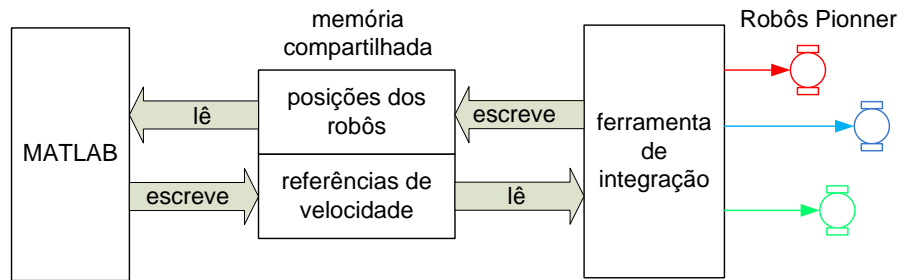 memória
compartilhada
Robôs Pionner
MATLAB
lê
posições dos
robôs
escreve
ferramenta
de
integração
escreve
referências de
velocidade
lê